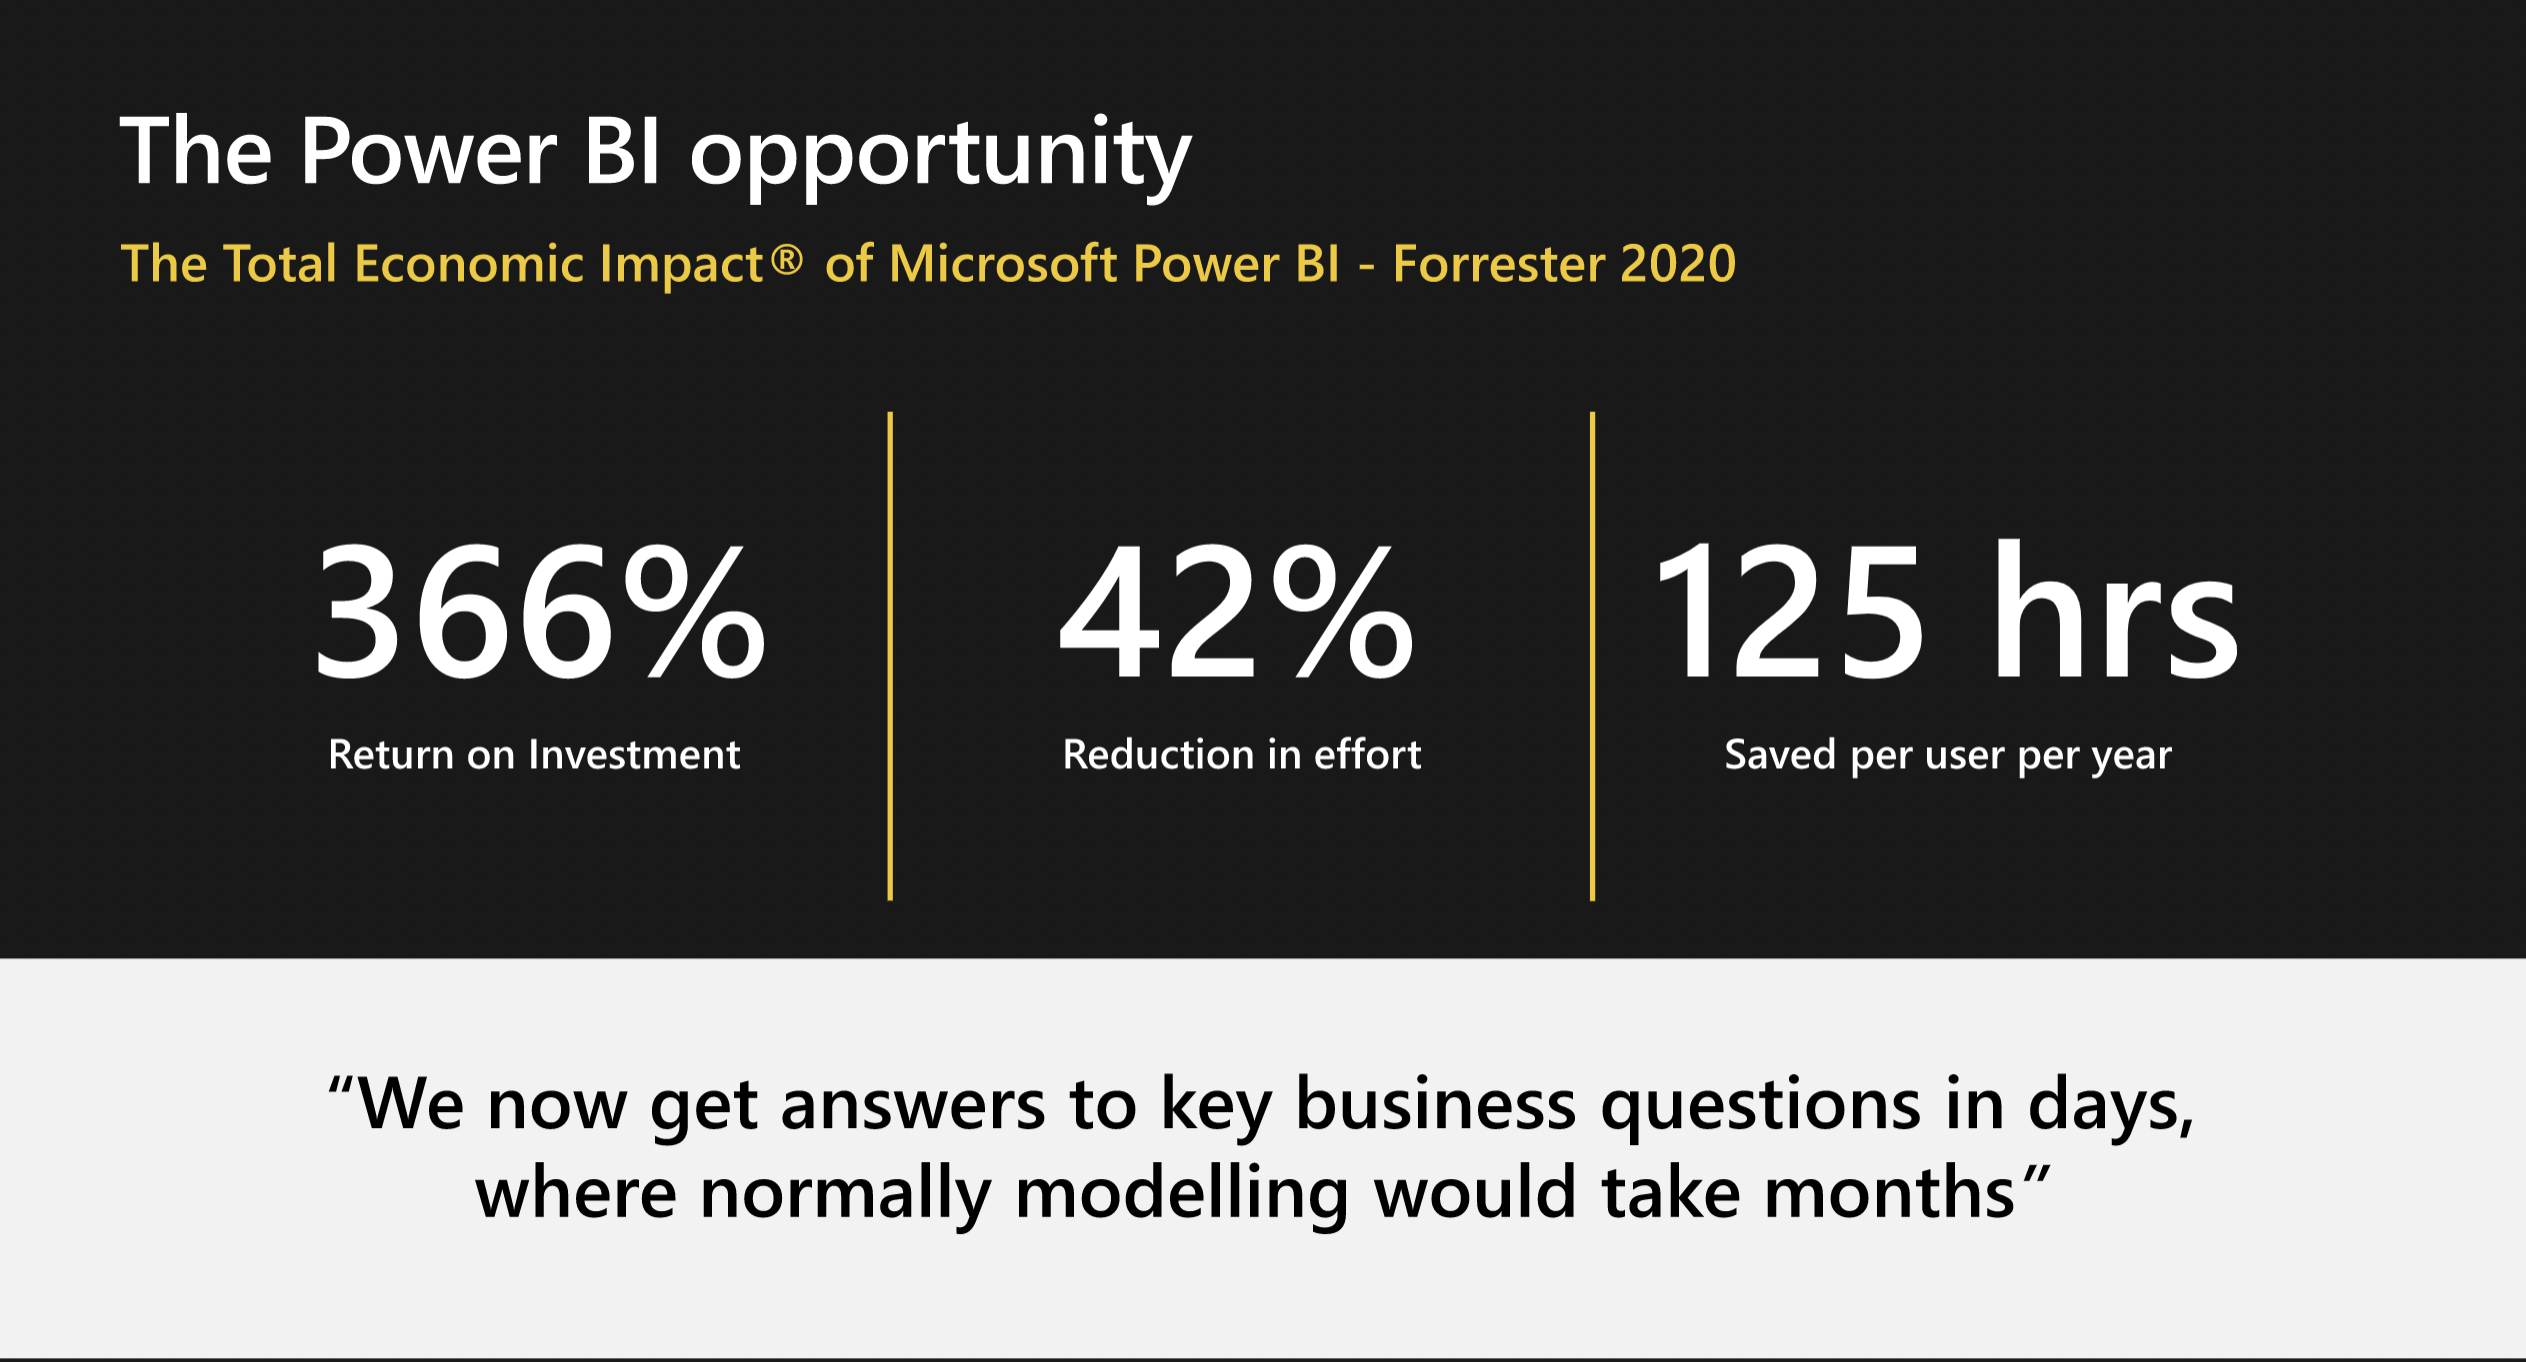 The Power BI opportunity
The Total Economic Impact® of Microsoft Power BI - Forrester 2020
366%
Return on Investment
42%
Reduction in effort
125 hrs
Saved per user per year
“We now get answers to key business questions in days,
where normally modelling would take months”